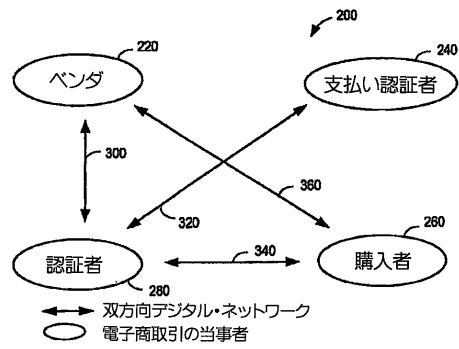 200
220
ベンダ
240
支払い認証者
300
360
320
260
認証者
340
購入者
280
双方向デジタル・ネットワーク
電子商取引の当事者